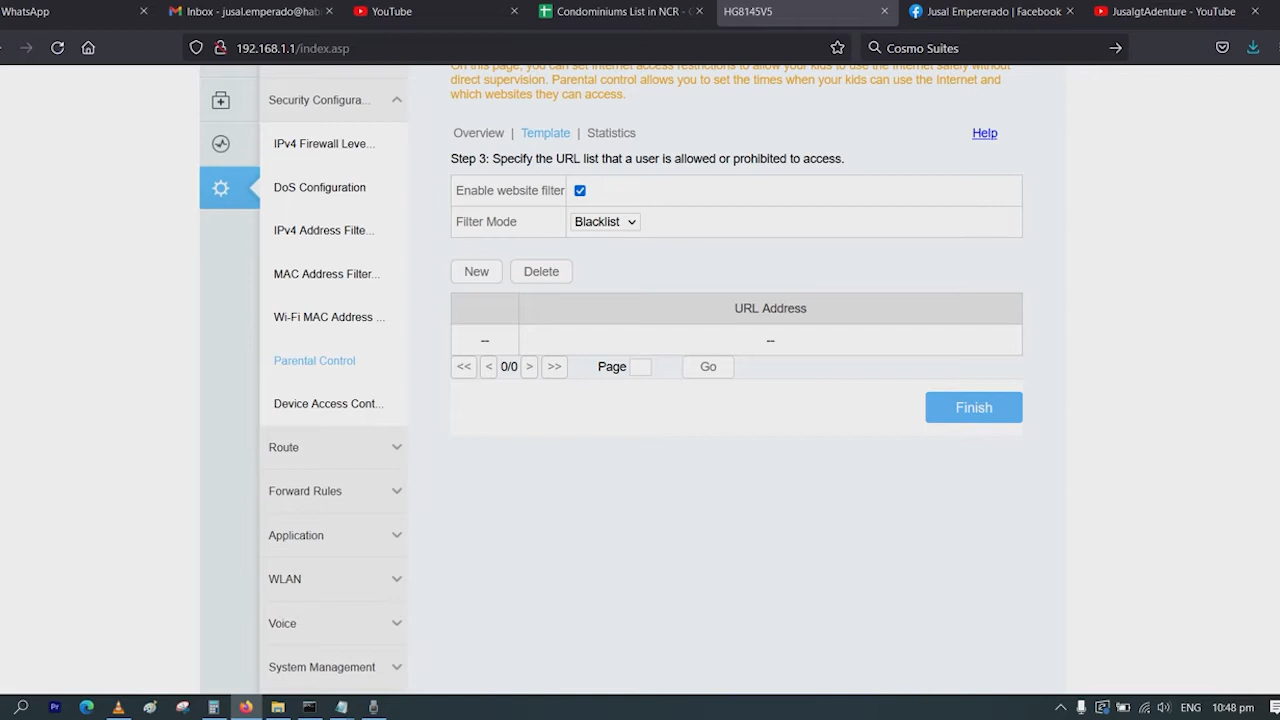 WhatsApp
Inbox - jusal.emperado@hab
YouTube
Condominiums List in NCR -
HG8145V5
Jusal Empererado | Facebook
JusalgtAdenture - YouTube
192.168.1.1/index.asp
Cosmo Suites
On this page, you can set Internet access restrictions to allow your kids to use the Internet safely without
direct supervision. Parental control allows you to set the times when your kids can use the Internet and
which websites they can access.
Security Configura...
IPv4 Firewall Leve...
DoS Configuration
IPv4 Address Filte...
MAC Address Filter...
Wi-Fi MAC Address ...
Parental Control
Device Access Cont...
Route
Forward Rules
Application
WLAN
Voice
System Management
Overview | Template | Statistics
Help
Step 3: Specify the URL list that a user is allowed or prohibited to access.
Enable website filter
Filter Mode Blacklist
New Delete
URL Address
-- --
<< < 0/0 > >> Page Go
Finish
Pr
10:48 pm